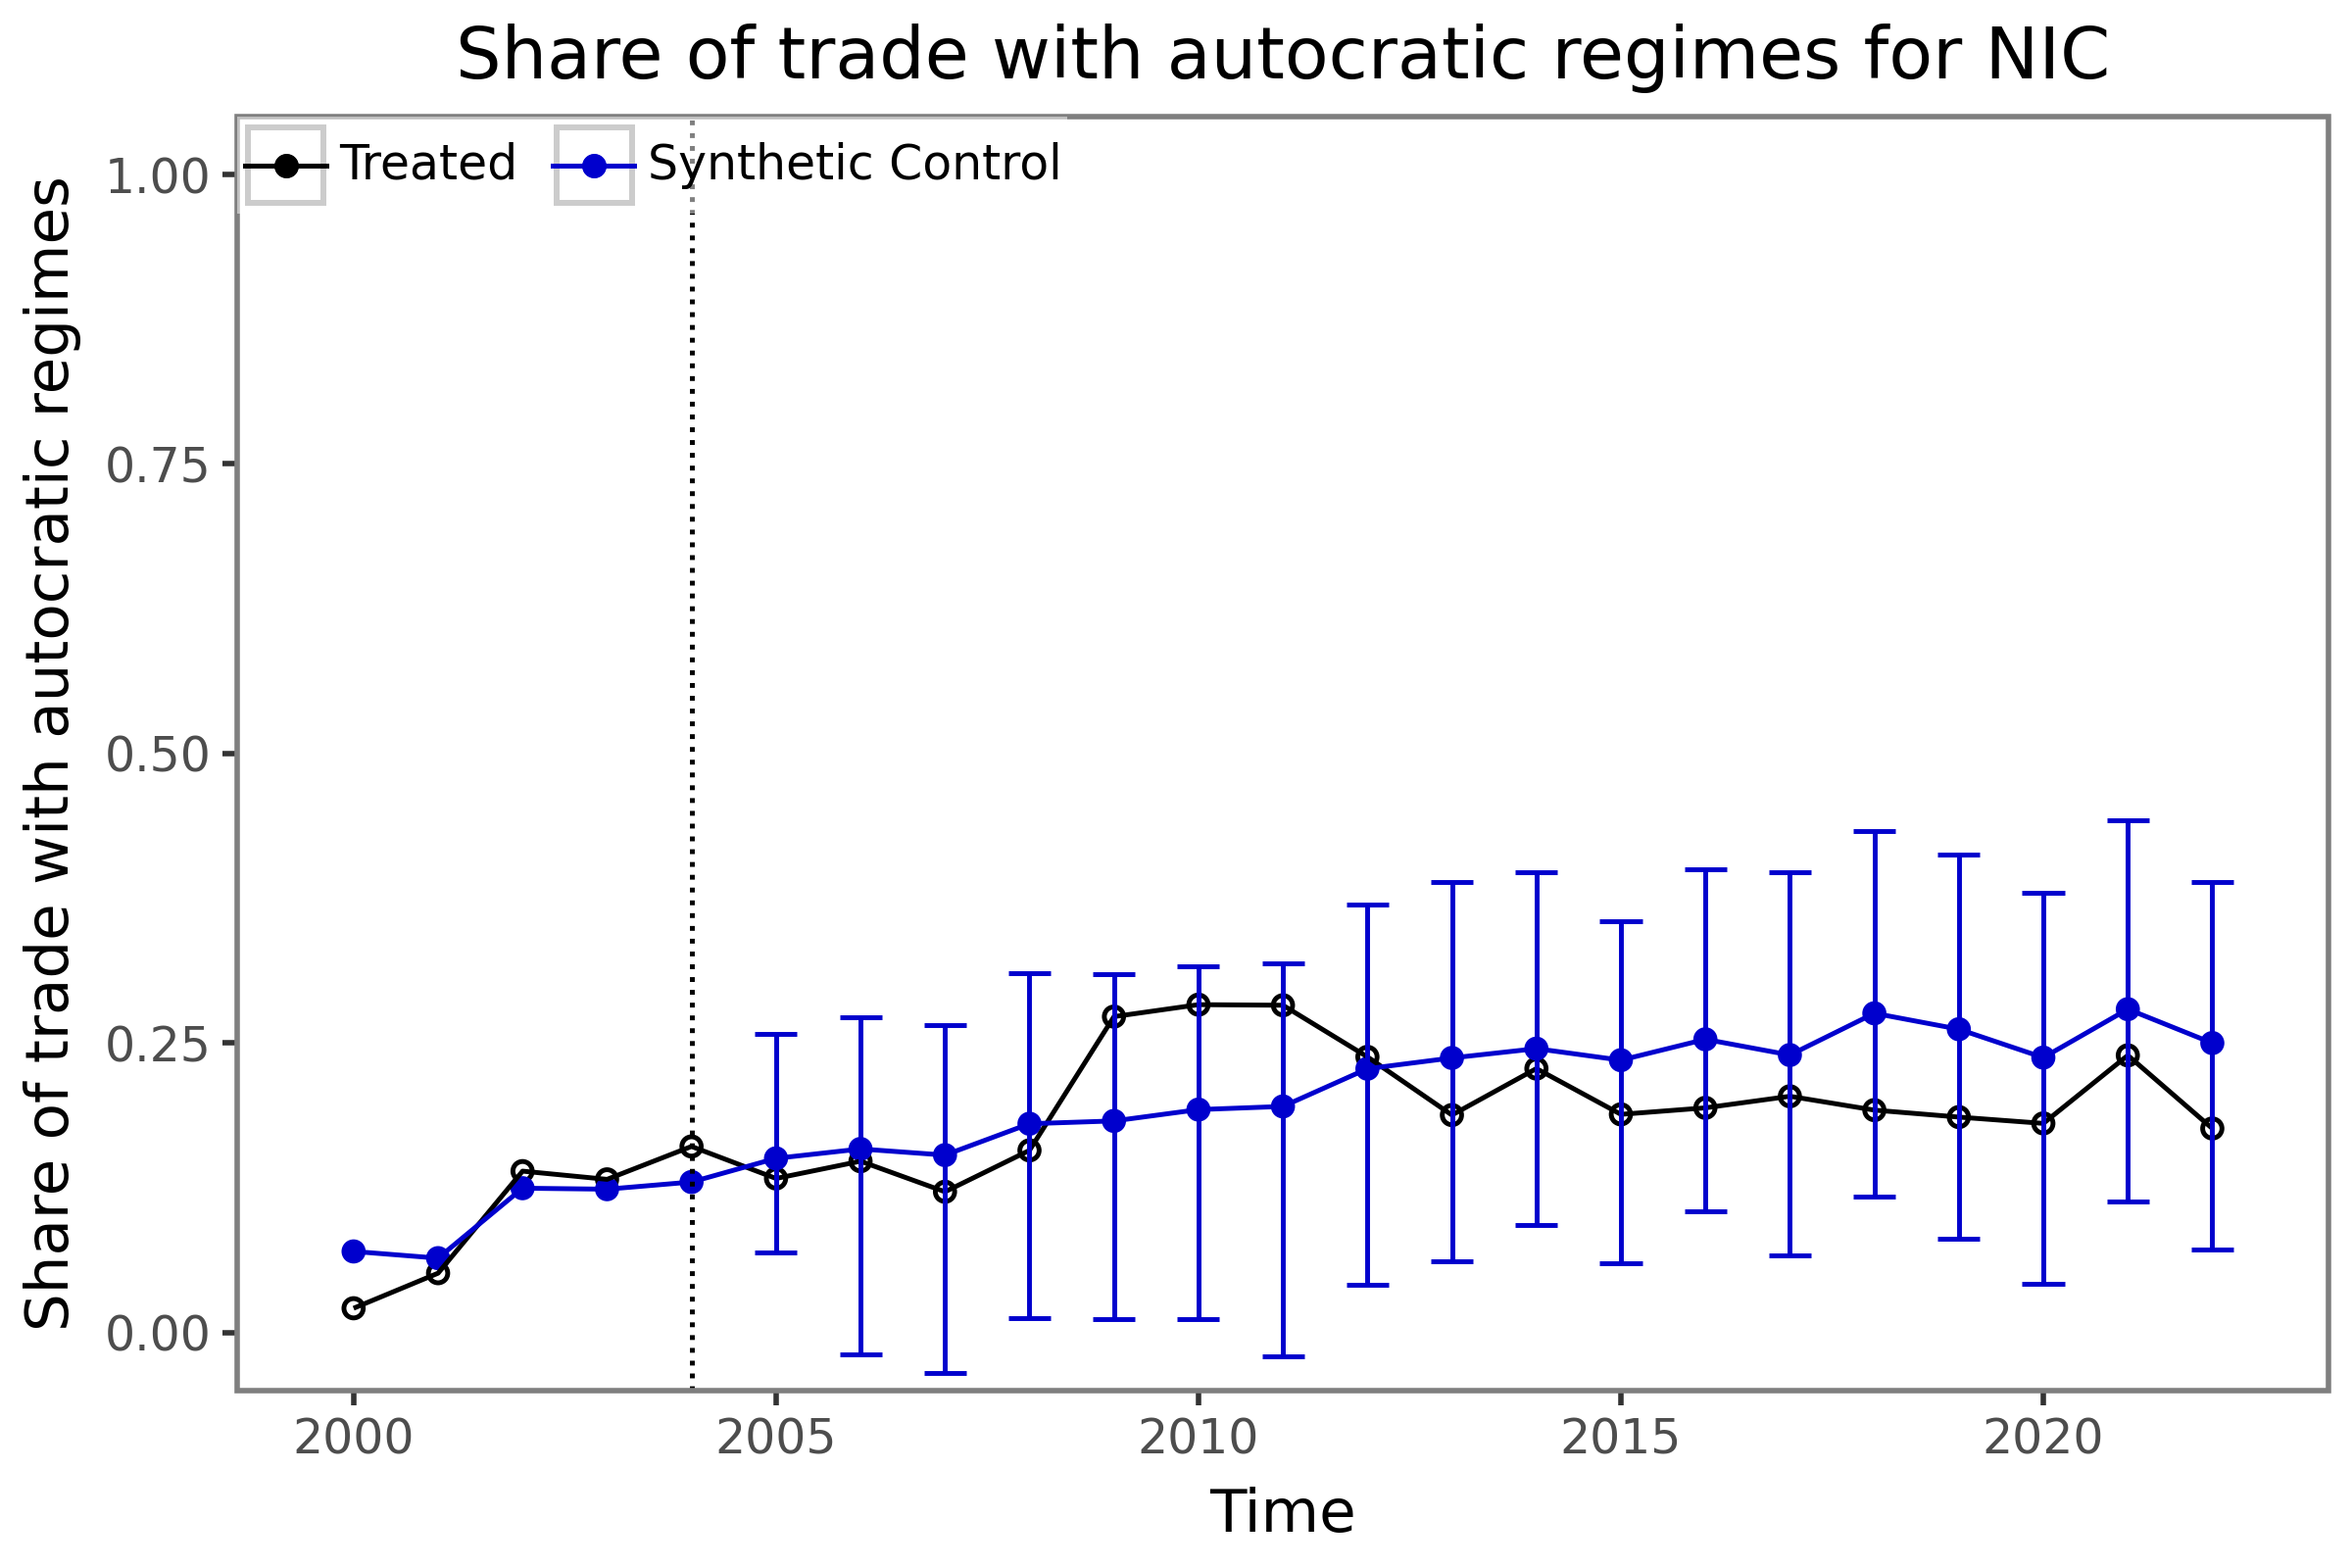 Share of trade with autocratic regimes for NIC
Treated
Synthetic Control
Share of trade with autocratic regimes
1.00
0.75
0.50
0.25
0.00
2000
2005
2010
2015
2020
Time